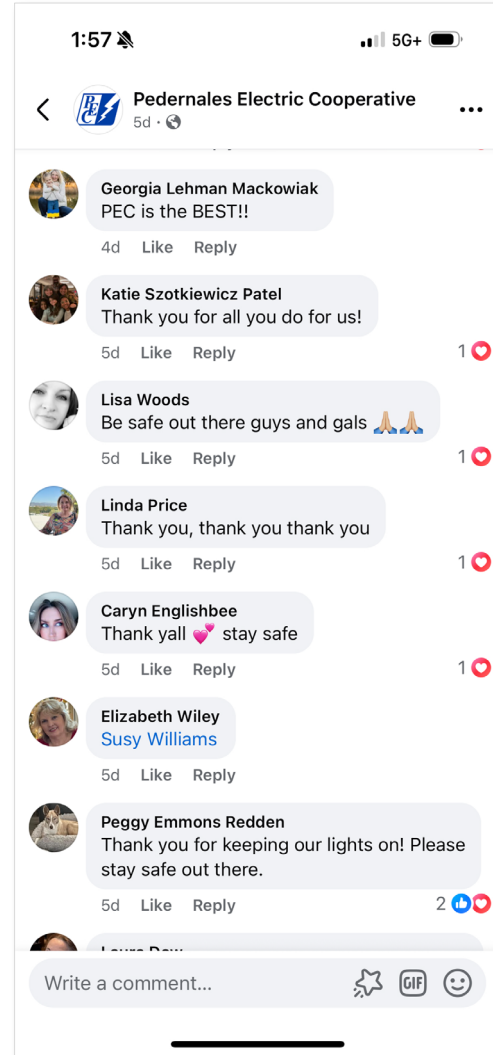 1:57
5G+
Pedernales Electric Cooperative
5d
PEC
Georgia Lehman Mackowiak
PEC is the BEST!!
4d Like Reply
Katie Szotkiewicz Patel
Thank you for all you do for us!
5d Like Reply 1
Lisa Woods
Be safe out there guys and gals 🙏🏼🙏🏼
5d Like Reply 1
Linda Price
Thank you, thank you thank you
5d Like Reply 1
Caryn Englishbee
Thank yall 💕 stay safe
5d Like Reply 1
Elizabeth Wiley
Susy Williams
5d Like Reply
Peggy Emmons Redden
Thank you for keeping our lights on! Please
stay safe out there.
5d Like Reply 2
Write a comment...
GIF